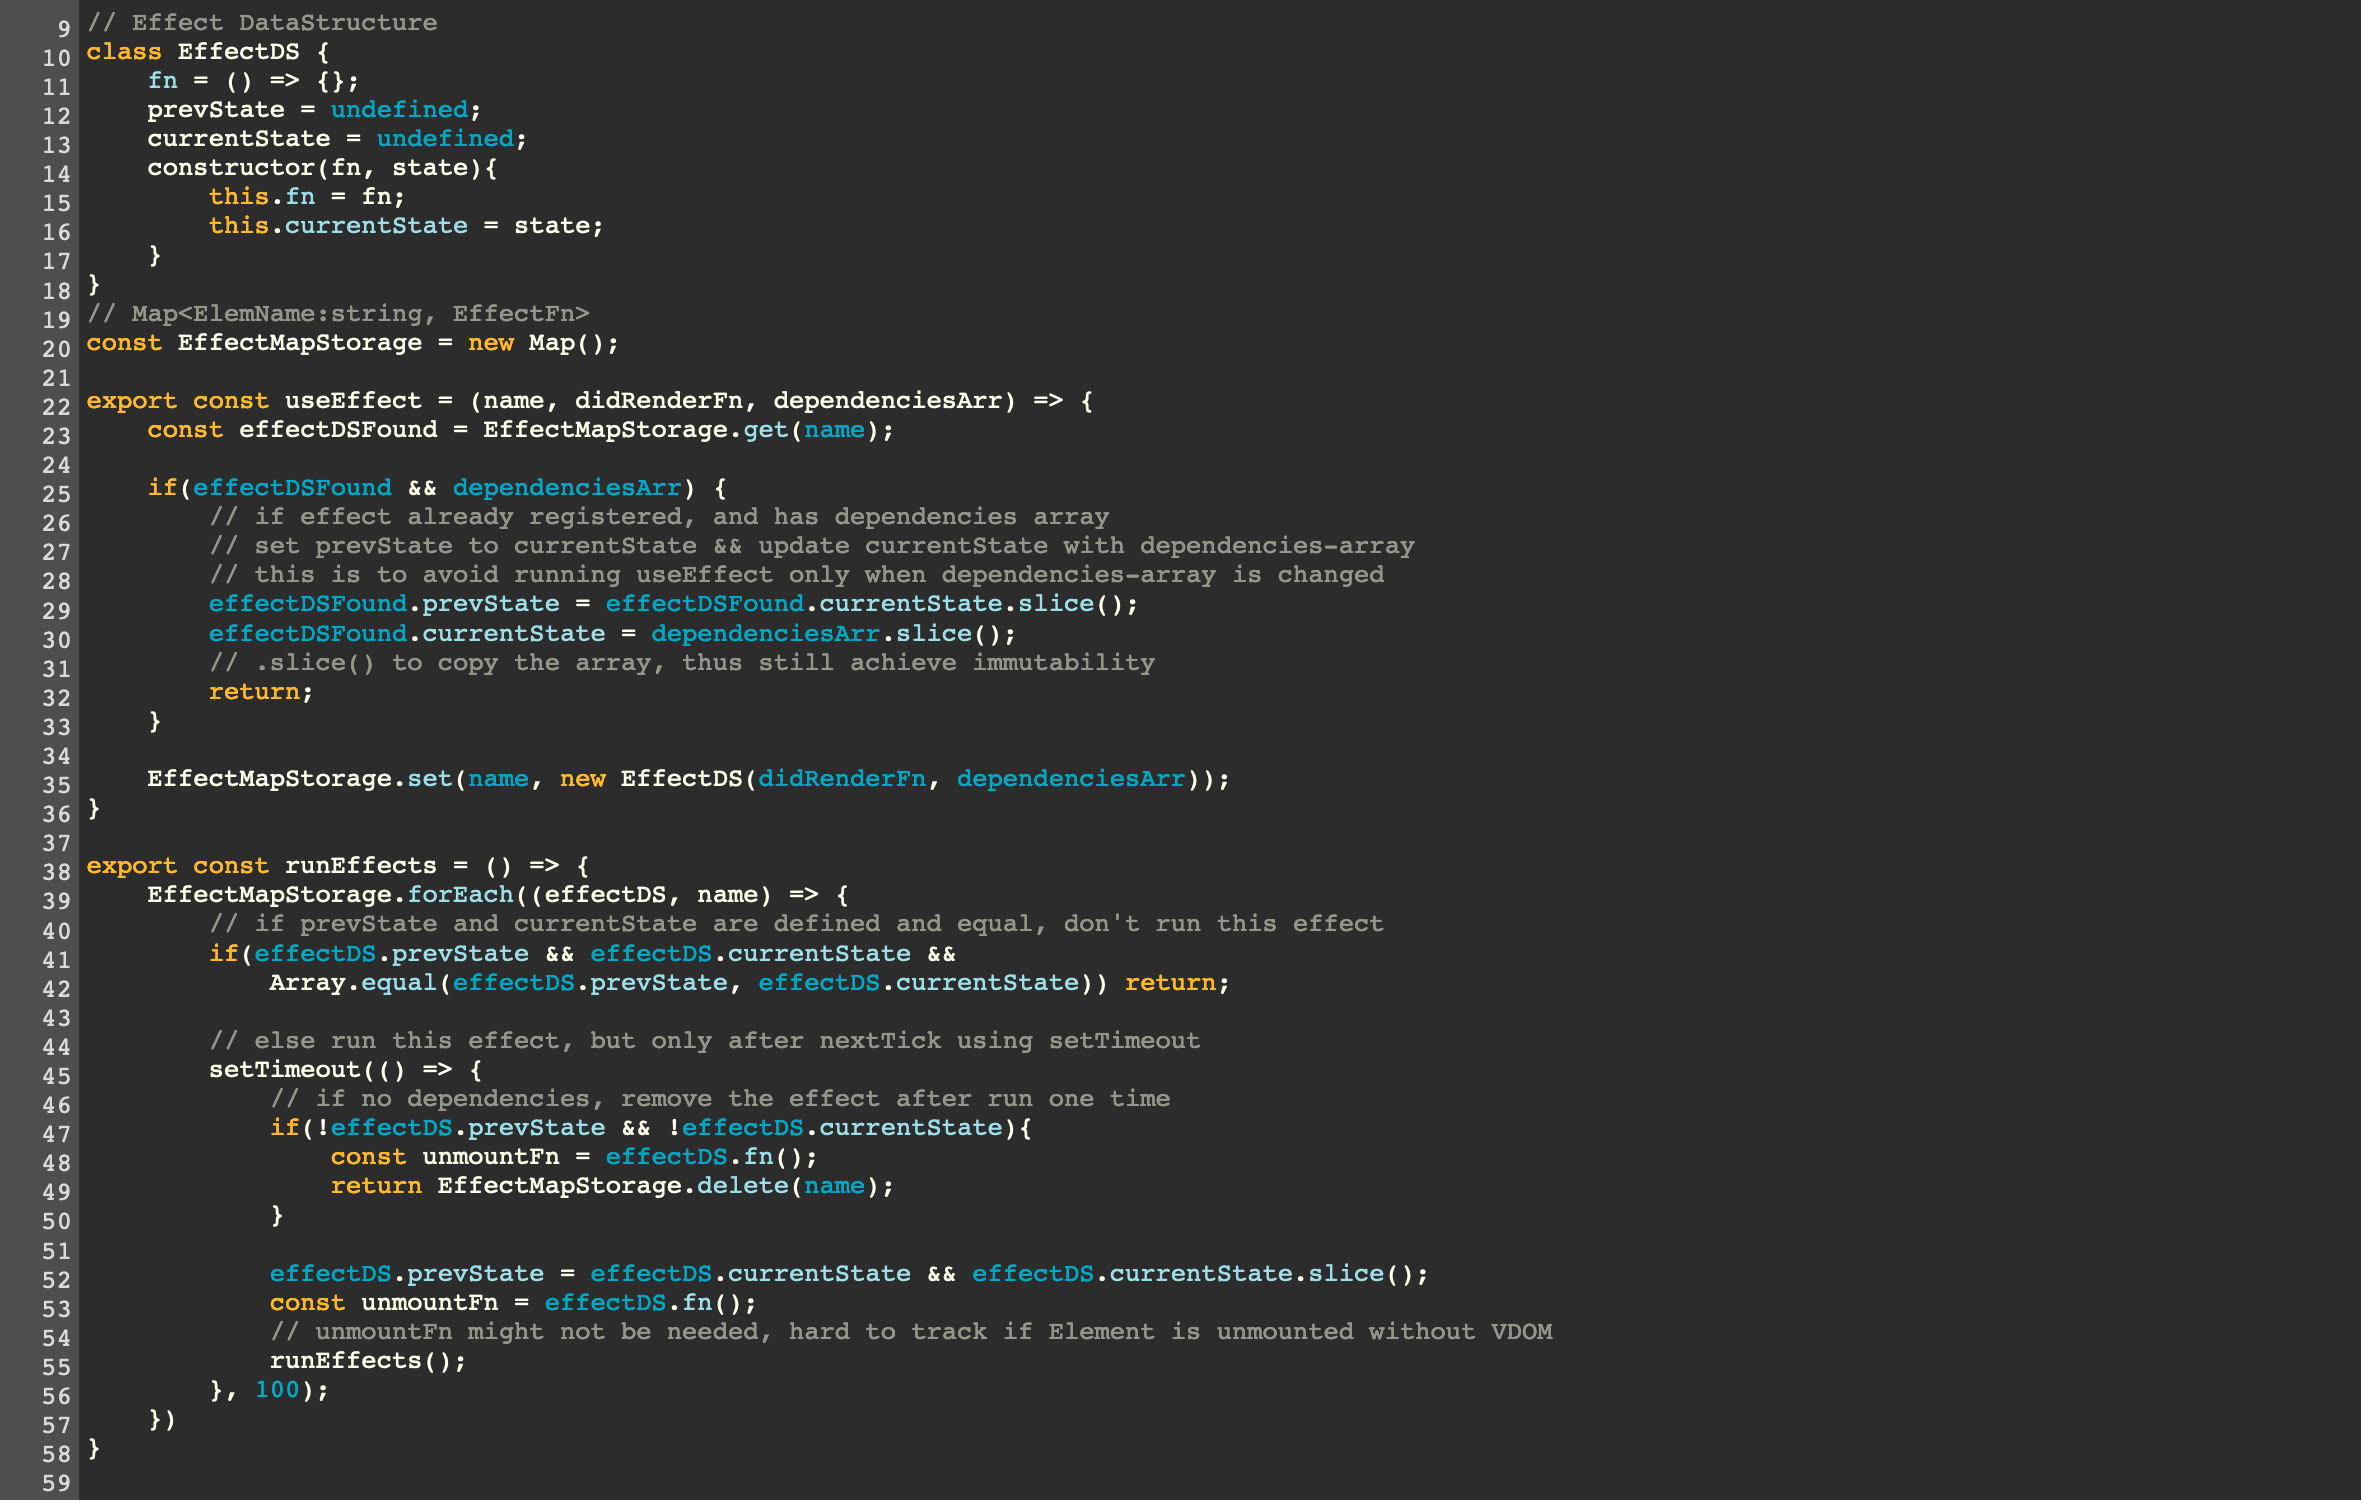 9 // Effect DataStructure
10 class EffectDS {
11     fn = () => {};
12     prevState = undefined;
13     currentState = undefined;
14     constructor(fn, state){
15         this.fn = fn;
16         this.currentState = state;
17     }
18 }
19 // Map<ElemName:string, EffectFn>
20 const EffectMapStorage = new Map();
21
22 export const useEffect = (name, didRenderFn, dependenciesArr) => {
23     const effectDSFound = EffectMapStorage.get(name);
24
25     if(effectDSFound && dependenciesArr) {
26         // if effect already registered, and has dependencies array
27         // set prevState to currentState && update currentState with dependencies-array
28         // this is to avoid running useEffect only when dependencies-array is changed
29         effectDSFound.prevState = effectDSFound.currentState.slice();
30         effectDSFound.currentState = dependenciesArr.slice();
31         // .slice() to copy the array, thus still achieve immutability
32         return;
33     }
34
35     EffectMapStorage.set(name, new EffectDS(didRenderFn, dependenciesArr));
36 }
37
38 export const runEffects = () => {
39     EffectMapStorage.forEach((effectDS, name) => {
40         // if prevState and currentState are defined and equal, don't run this effect
41         if(effectDS.prevState && effectDS.currentState &&
42             Array.equal(effectDS.prevState, effectDS.currentState)) return;
43
44         // else run this effect, but only after nextTick using setTimeout
45         setTimeout(() => {
46             // if no dependencies, remove the effect after run one time
47             if(!effectDS.prevState && !effectDS.currentState){
48                 const unmountFn = effectDS.fn();
49                 return EffectMapStorage.delete(name);
50             }
51
52             effectDS.prevState = effectDS.currentState && effectDS.currentState.slice();
53             const unmountFn = effectDS.fn();
54             // unmountFn might not be needed, hard to track if Element is unmounted without VDOM
55             runEffects();
56         }, 100);
57     })
58 }
59